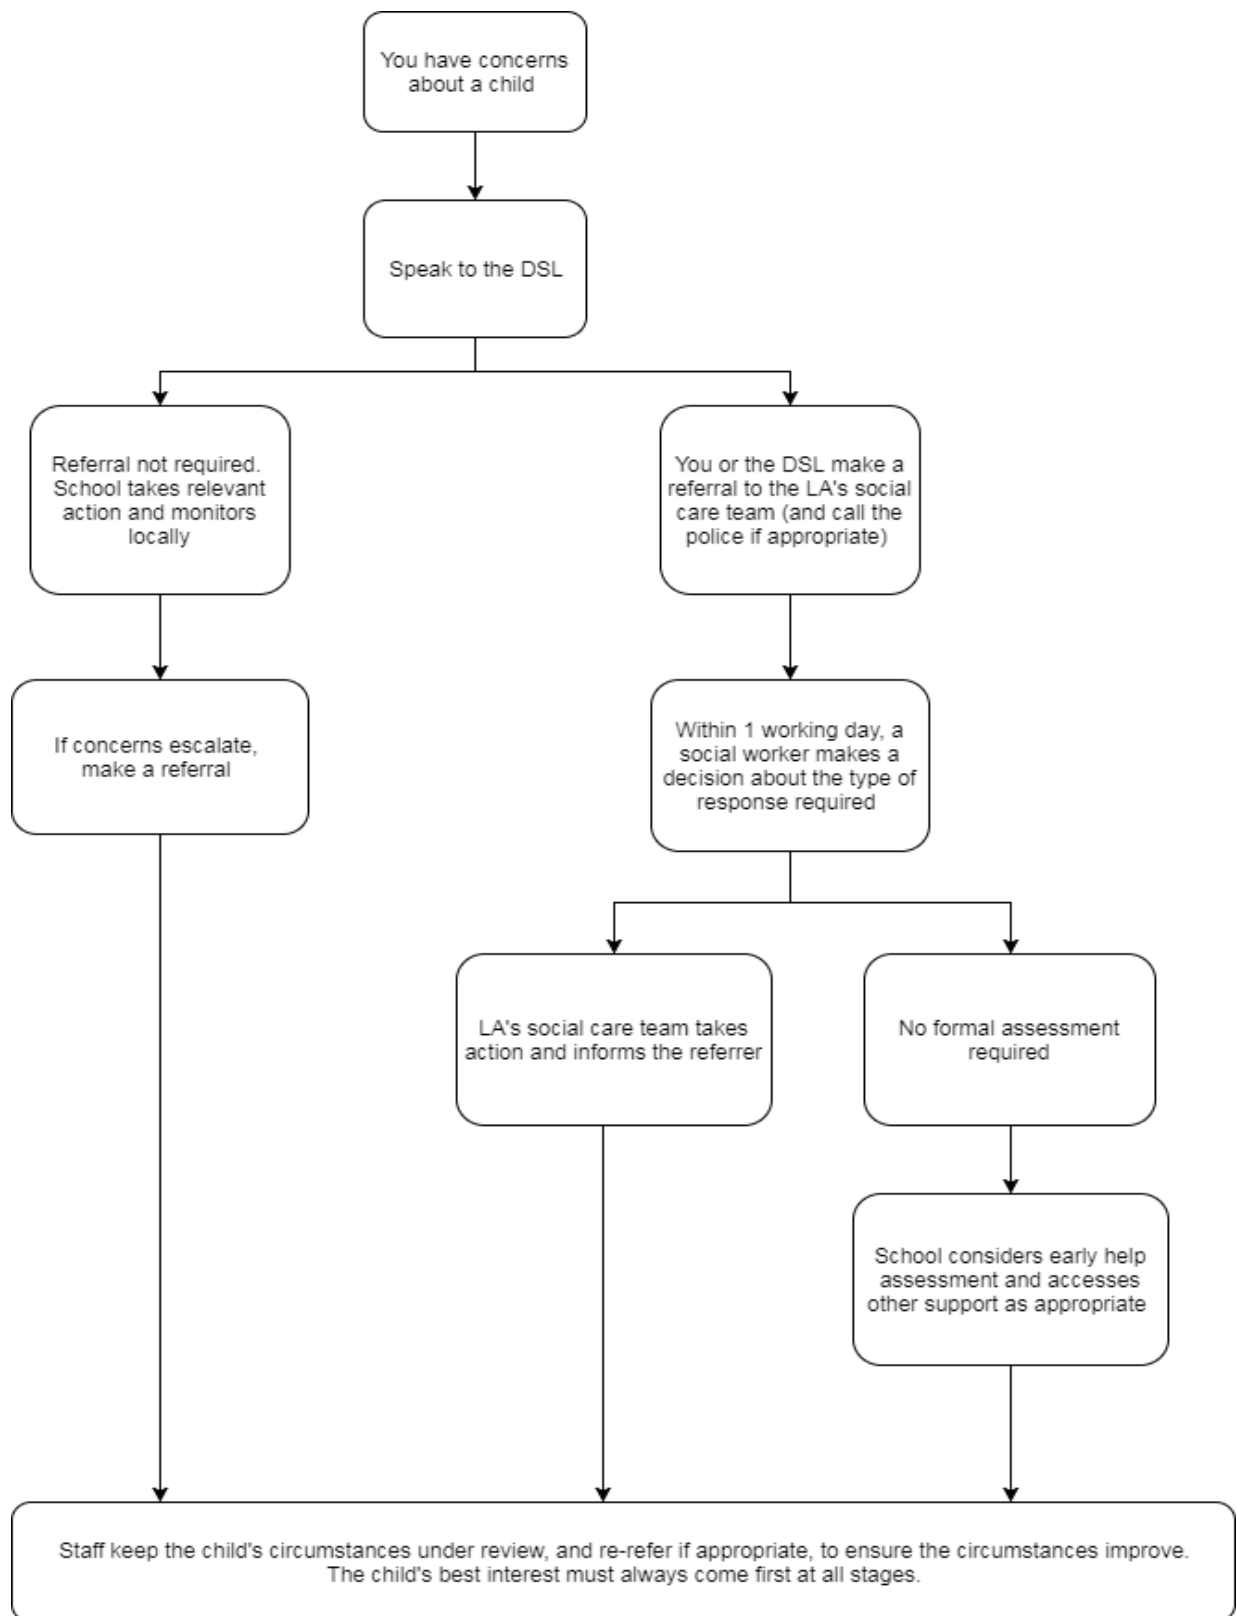 You have concerns
about a child
Speak to the DSL
Referral not required.
School takes relevant
action and monitors
locally
You or the DSL make a
referral to the LA's social
care team (and call the
police if appropriate)
If concerns escalate,
make a referral
Within 1 working day, a
social worker makes a
decision about the type of
response required
LA's social care team takes
action and informs the referrer
No formal assessment
required
School considers early help
assessment and accesses
other support as appropriate
Staff keep the child's circumstances under review, and re-refer if appropriate, to ensure the circumstances improve.
The child's best interest must always come first at all stages.